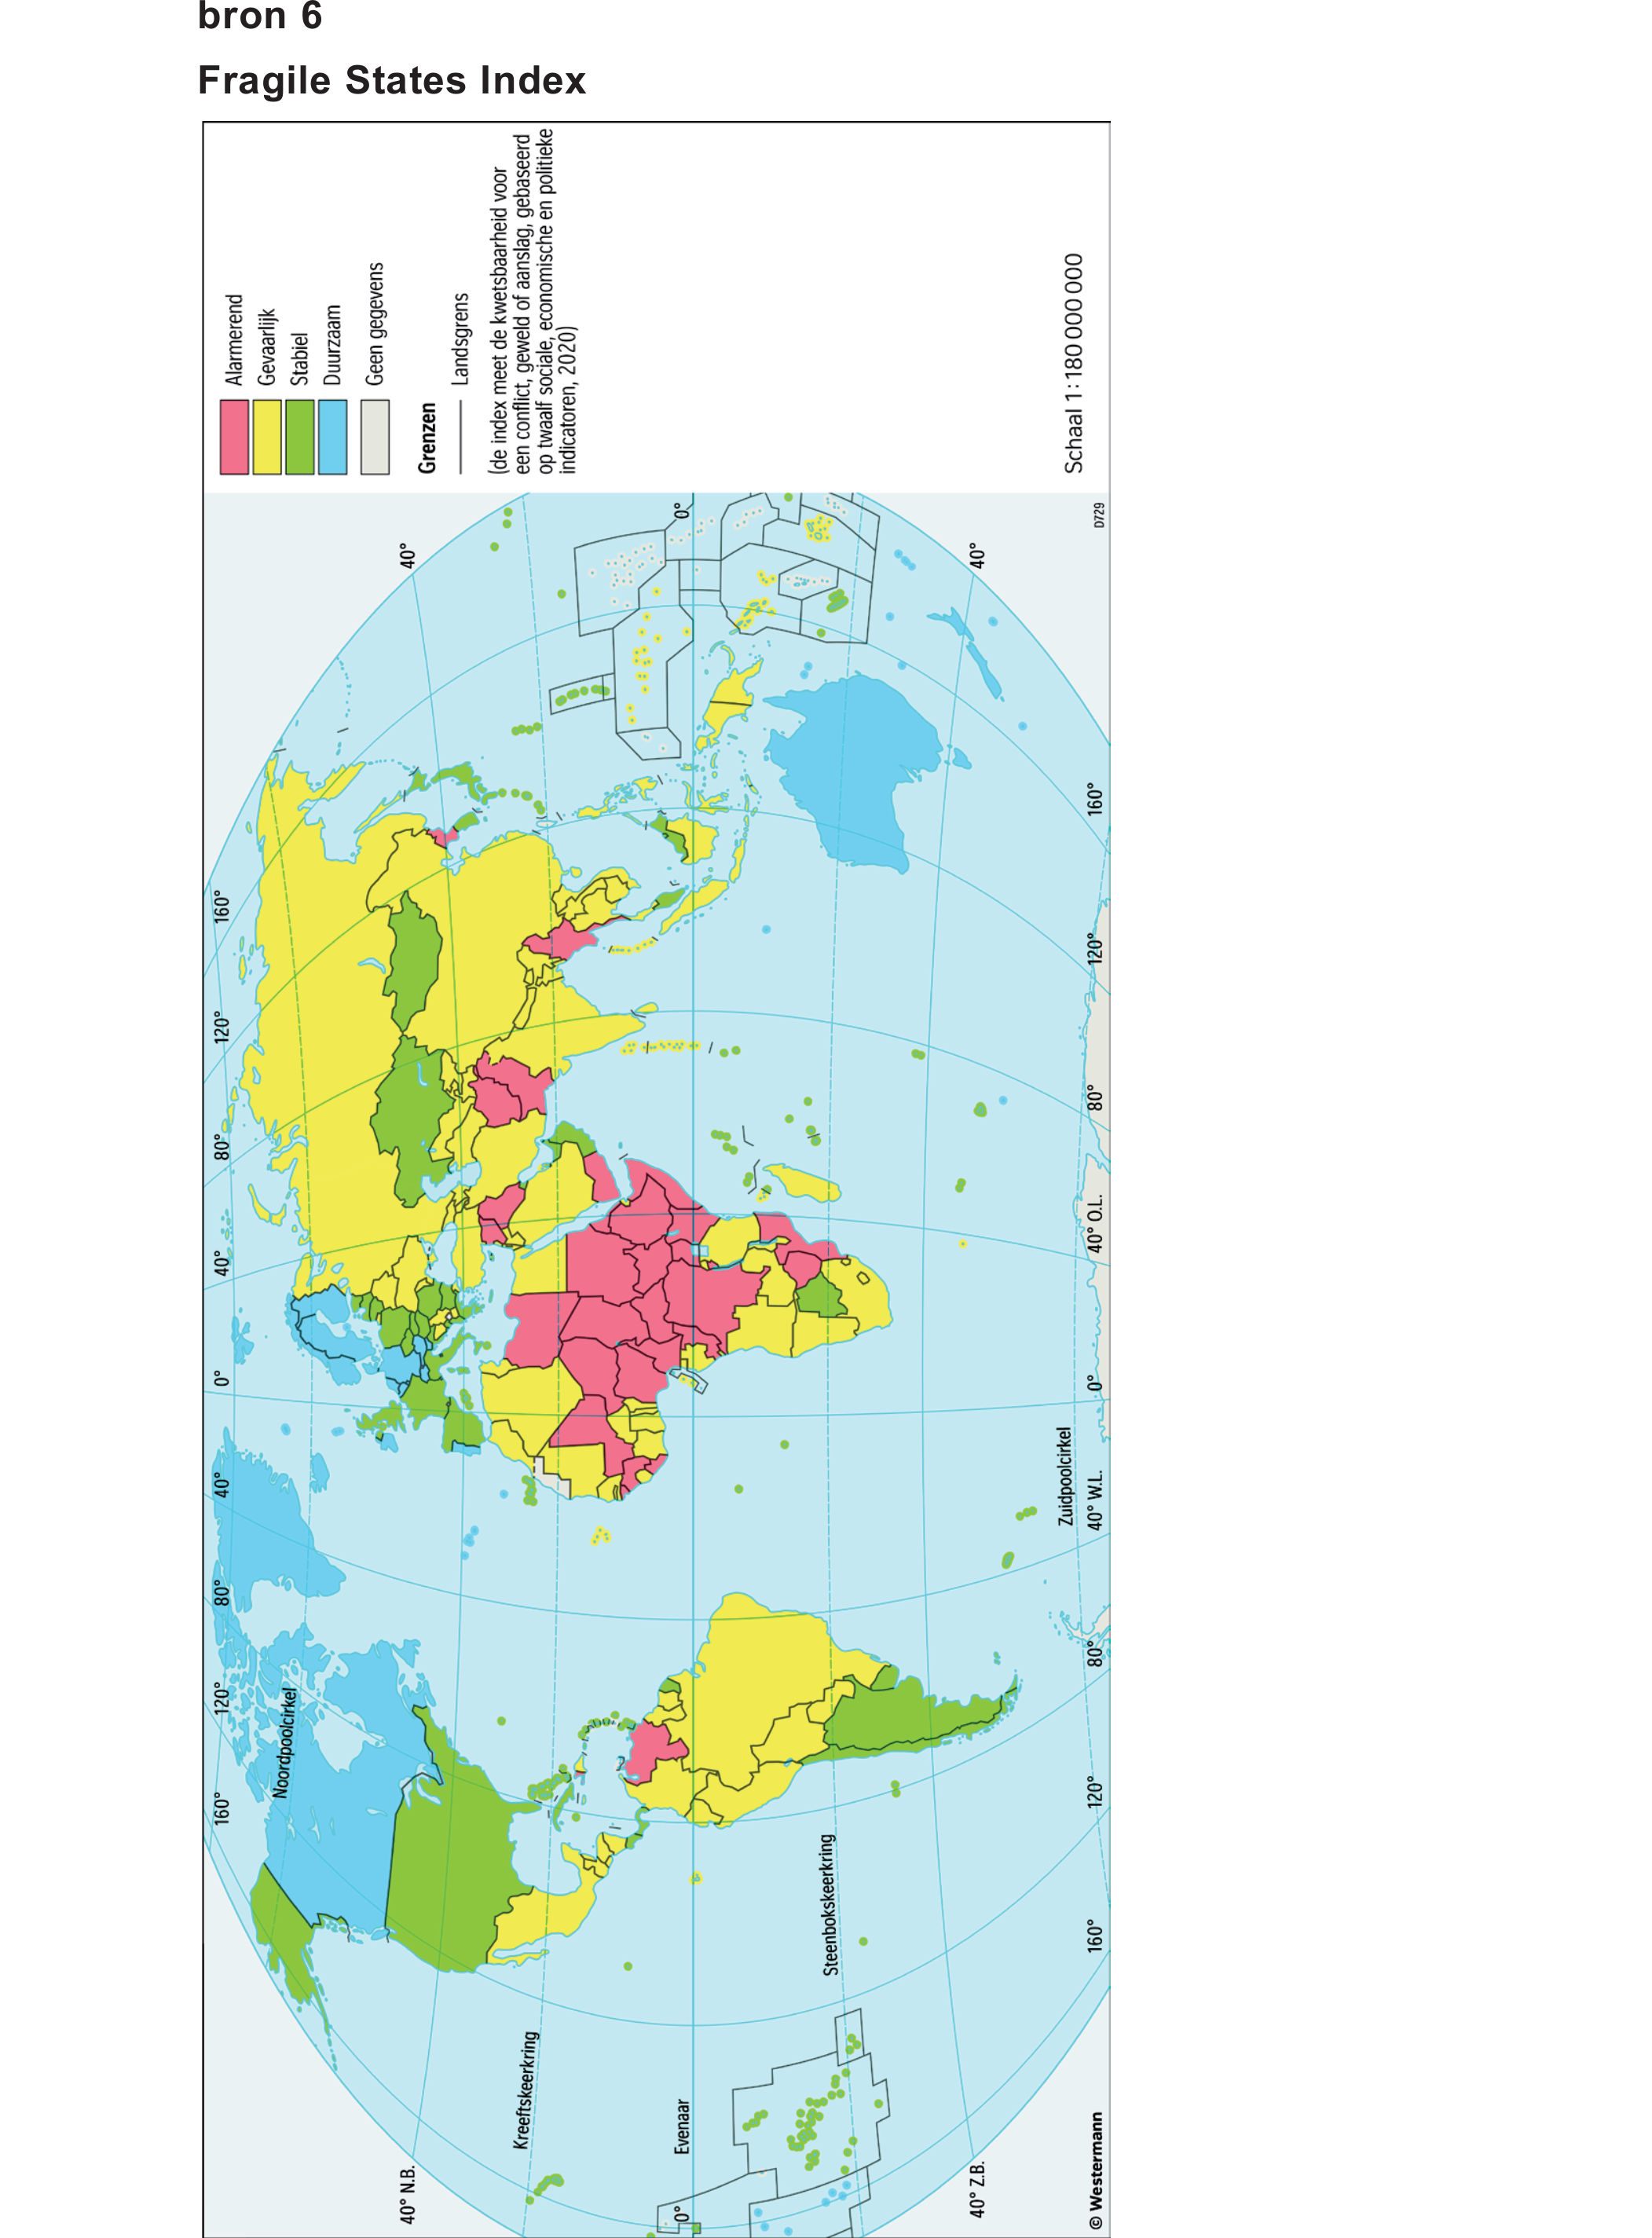 bron 6
Fragile States Index
Alarmerend
Gevaarlijk
Stabiel
Duurzaam
Geen gegevens
Grenzen
Landsgrens
(de index meet de kwetsbaarheid voor
een conflict, geweld of aanslag, gebaseerd
op twaalf sociale, economische en politieke
indicatoren, 2020)
Schaal 1 : 180 000 000
160°
120°
80°
40°
0°
40°
80°
120°
160°
Noordpoolcirkel
40° N.B.
40°
Kreeftskeerkring
Evenaar
0°
0°
Steenbokskeerkring
40° Z.B.
40°
Zuidpoolcirkel
160°
120°
80°
40° W.L.
0°
40° O.L.
80°
120°
160°
D729
© Westermann